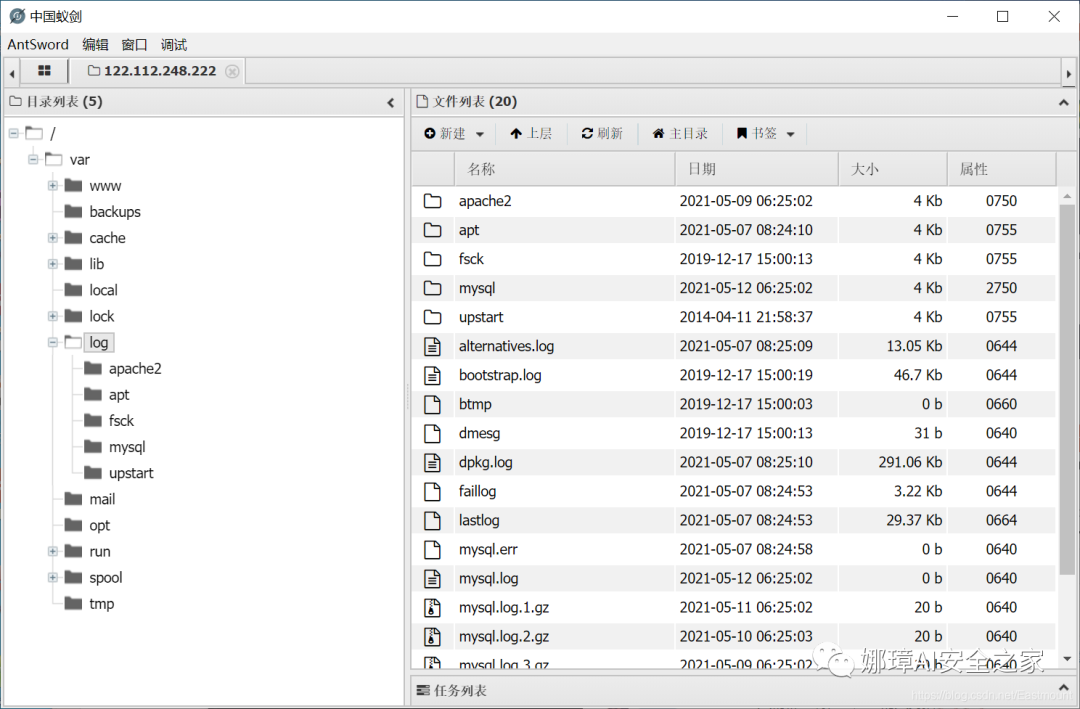 中国蚁剑
AntSword 编辑 窗口 调试
122.112.248.222
目录列表 (5)
/
var
www
backups
cache
lib
local
lock
log
apache2
apt
fsck
mysql
upstart
mail
opt
run
spool
tmp
文件列表 (20)
新建 上层 刷新 主目录 书签
名称 日期 大小 属性
apache2 2021-05-09 06:25:02 4 Kb 0750
apt 2021-05-07 08:24:10 4 Kb 0755
fsck 2019-12-17 15:00:13 4 Kb 0755
mysql 2021-05-12 06:25:02 4 Kb 2750
upstart 2014-04-11 21:58:37 4 Kb 0755
alternatives.log 2021-05-07 08:25:09 13.05 Kb 0644
bootstrap.log 2019-12-17 15:00:19 46.7 Kb 0644
btmp 2019-12-17 15:00:03 0 b 0660
dmesg 2019-12-17 15:00:13 31 b 0640
dpkg.log 2021-05-07 08:25:10 291.06 Kb 0644
faillog 2021-05-07 08:24:53 3.22 Kb 0644
lastlog 2021-05-07 08:24:53 29.37 Kb 0664
mysql.err 2021-05-07 08:24:58 0 b 0640
mysql.log 2021-05-12 06:25:02 0 b 0640
mysql.log.1.gz 2021-05-11 06:25:02 20 b 0640
mysql.log.2.gz 2021-05-10 06:25:03 20 b 0640
mysql.log.3.gz 2021-05-09 06:25:02 0640
娜璋AI安全之家
任务列表
https://blog.csdn.net/Eastmount